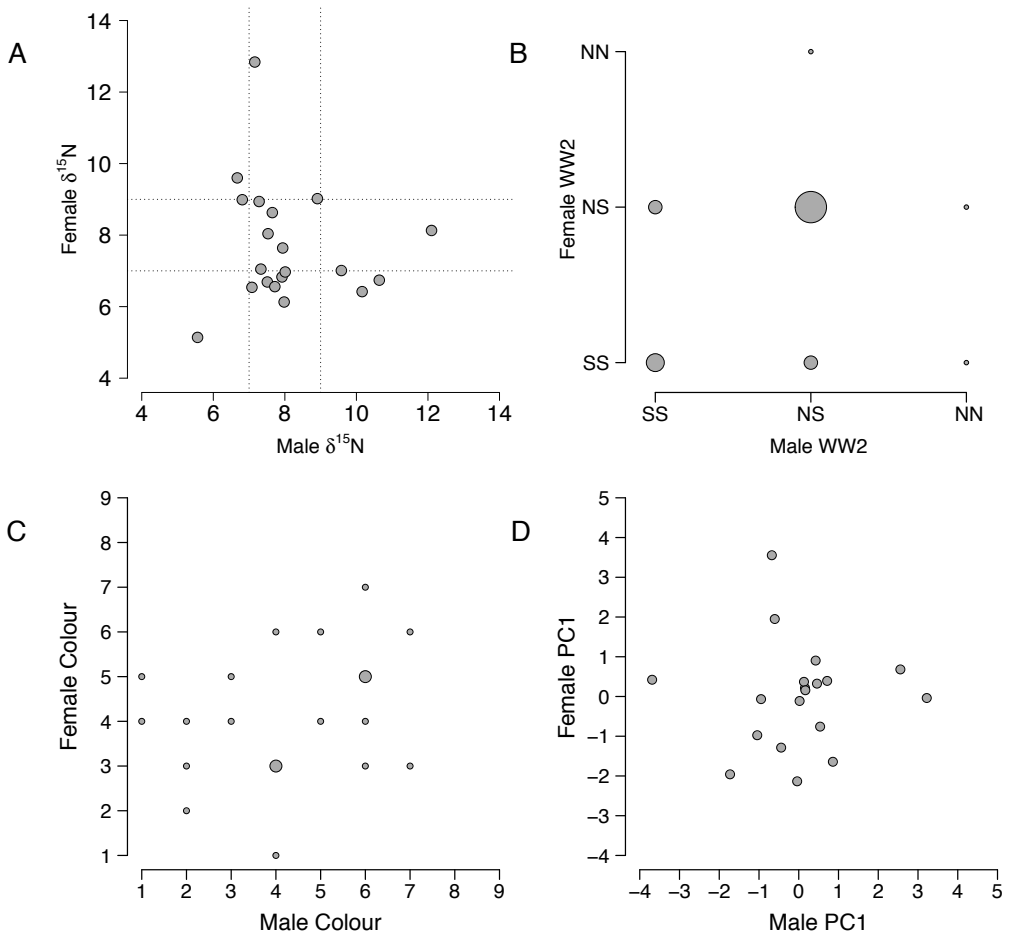 A
14
12
10
8
6
4
Female δ15N
4 6 8 10 12 14
Male δ15N
B
NN
NS
SS
Female WW2
SS NS NN
Male WW2
C
9
8
7
6
5
4
3
2
1
Female Colour
1 2 3 4 5 6 7 8 9
Male Colour
D
5
4
3
2
1
0
−1
−2
−3
−4
Female PC1
−4 −3 −2 −1 0 1 2 3 4 5
Male PC1